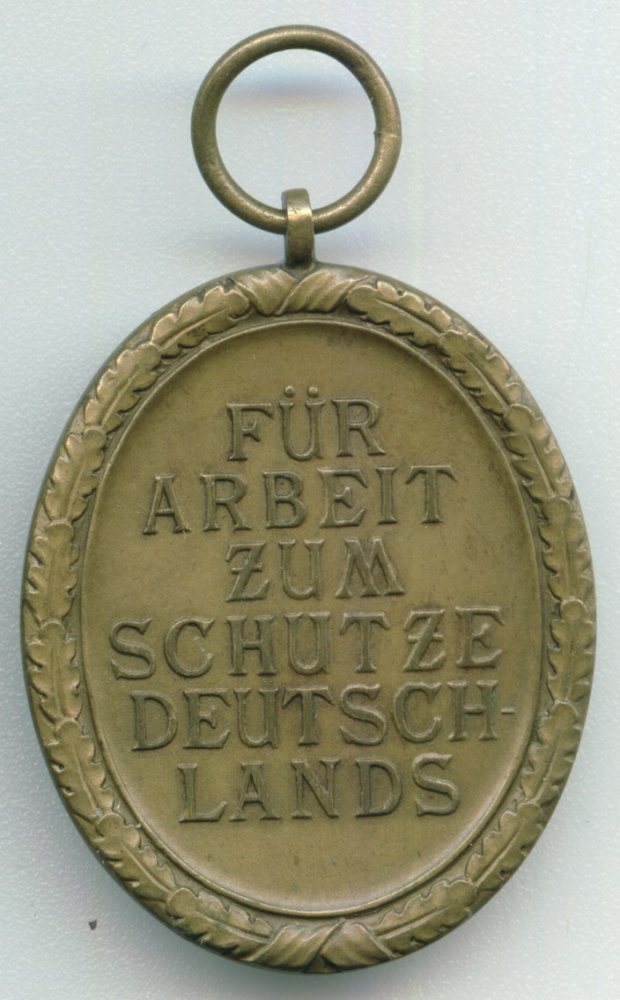 FÜR
ARBEIT
ZUM
SCHUTZE
DEUTSCH-
LANDS